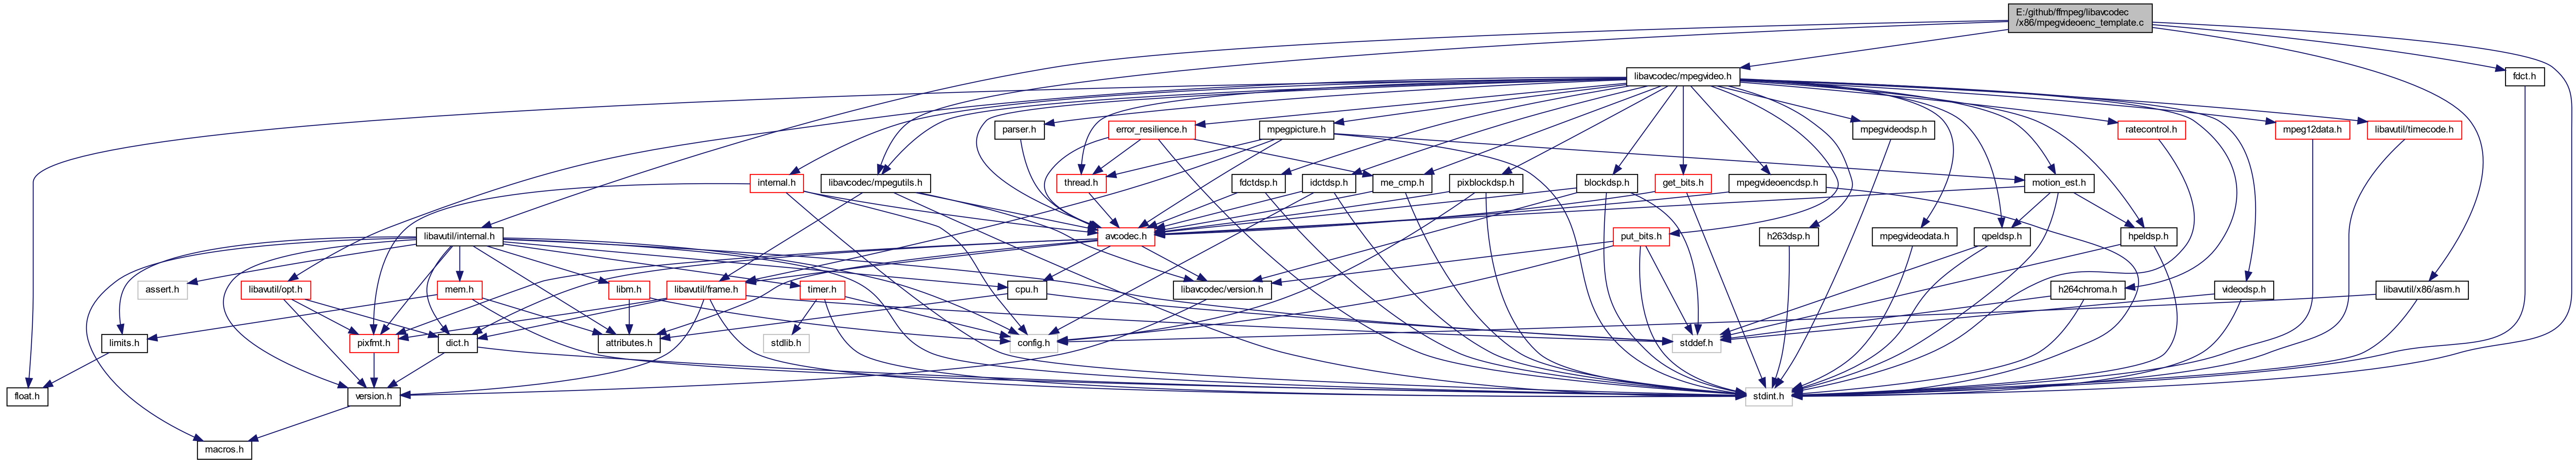 E:/github/ffmpeg/libavcodec
/x86/mpegvideoenc_template.c
libavcodec/mpegvideo.h
fdct.h
parser.h
error_resilience.h
mpegpicture.h
mpegvideodsp.h
ratecontrol.h
mpeg12data.h
libavutil/timecode.h
internal.h
libavcodec/mpegutils.h
thread.h
fdctdsp.h
idctdsp.h
me_cmp.h
pixblockdsp.h
blockdsp.h
get_bits.h
mpegvideoencdsp.h
motion_est.h
libavutil/internal.h
avcodec.h
put_bits.h
h263dsp.h
mpegvideodata.h
qpeldsp.h
hpeldsp.h
assert.h
libavutil/opt.h
mem.h
libm.h
libavutil/frame.h
timer.h
cpu.h
libavcodec/version.h
h264chroma.h
videodsp.h
libavutil/x86/asm.h
limits.h
pixfmt.h
dict.h
attributes.h
stdlib.h
config.h
stddef.h
float.h
version.h
stdint.h
macros.h